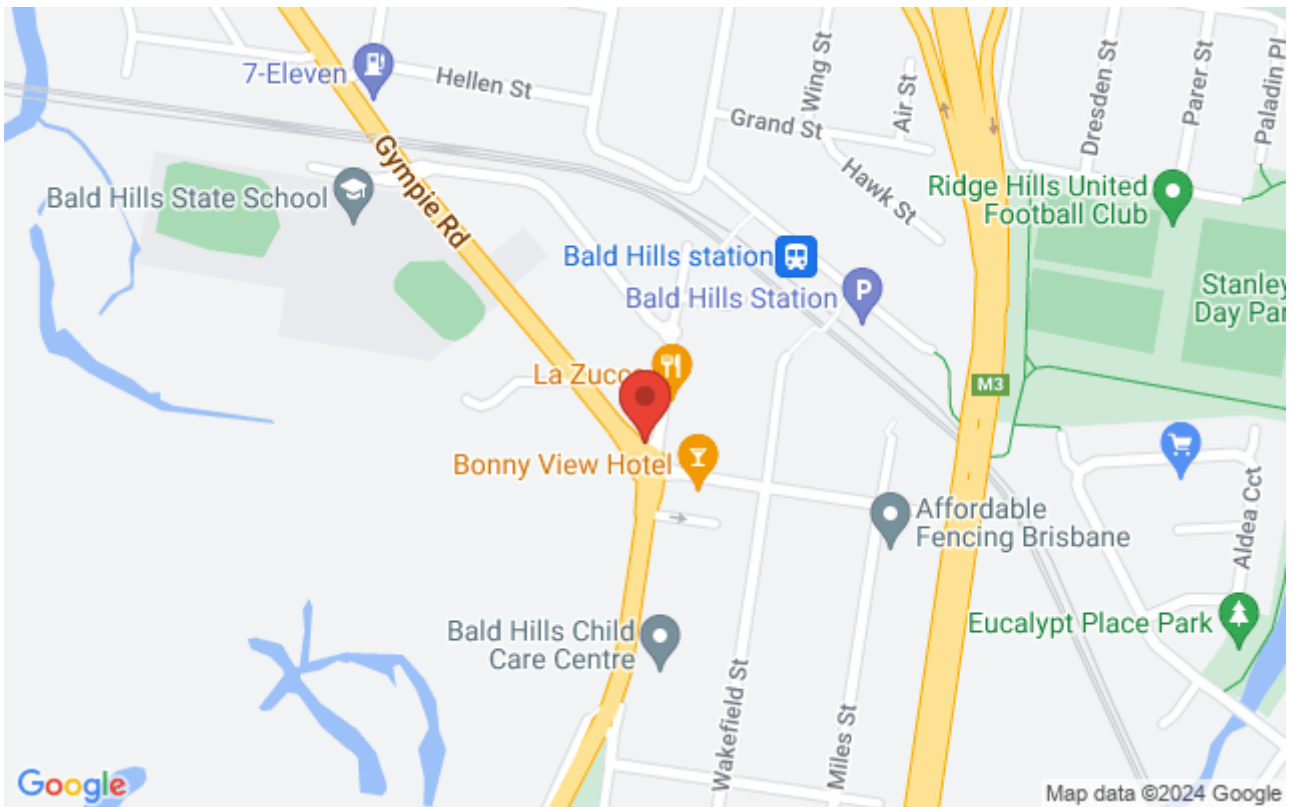 7-Eleven
Hellen St
Wing St
Air St
Grand St
Dresden St
Parer St
Paladin Pl
Gympie Rd
Hawk St
Bald Hills State School
Ridge Hills United
Football Club
Bald Hills station
Bald Hills Station
P
Stanley
Day Par
La Zucc
M3
Bonny View Hotel
Affordable
Fencing Brisbane
Aldea Cct
Bald Hills Child
Care Centre
Eucalypt Place Park
Wakefield St
Miles St
Google
Map data ©2024 Google